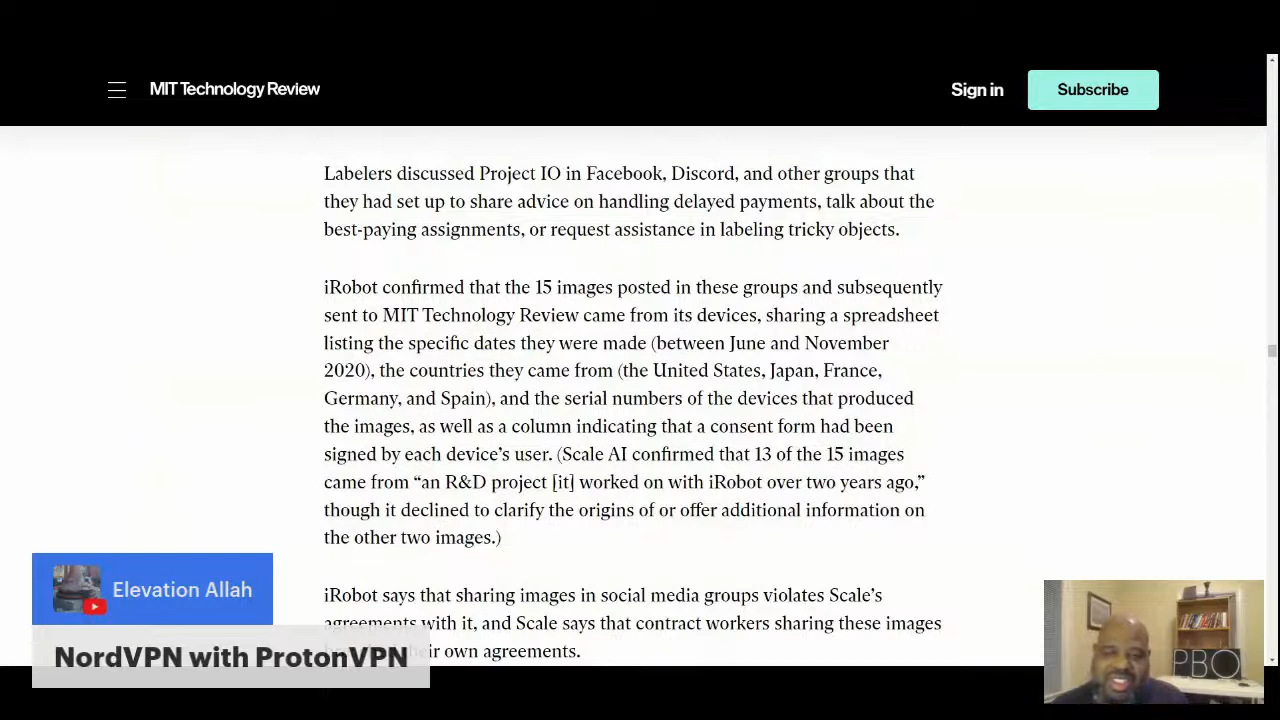 MIT Technology Review
Sign in
Subscribe
Labelers discussed Project IO in Facebook, Discord, and other groups that
they had set up to share advice on handling delayed payments, talk about the
best-paying assignments, or request assistance in labeling tricky objects.
iRobot confirmed that the 15 images posted in these groups and subsequently
sent to MIT Technology Review came from its devices, sharing a spreadsheet
listing the specific dates they were made (between June and November
2020), the countries they came from (the United States, Japan, France,
Germany, and Spain), and the serial numbers of the devices that produced
the images, as well as a column indicating that a consent form had been
signed by each device’s user. (Scale AI confirmed that 13 of the 15 images
came from “an R&D project [it] worked on with iRobot over two years ago,”
though it declined to clarify the origins of or offer additional information on
the other two images.)
iRobot says that sharing images in social media groups violates Scale’s
agreements with it, and Scale says that contract workers sharing these images
their own agreements.
Elevation Allah
NordVPN with ProtonVPN
PBO